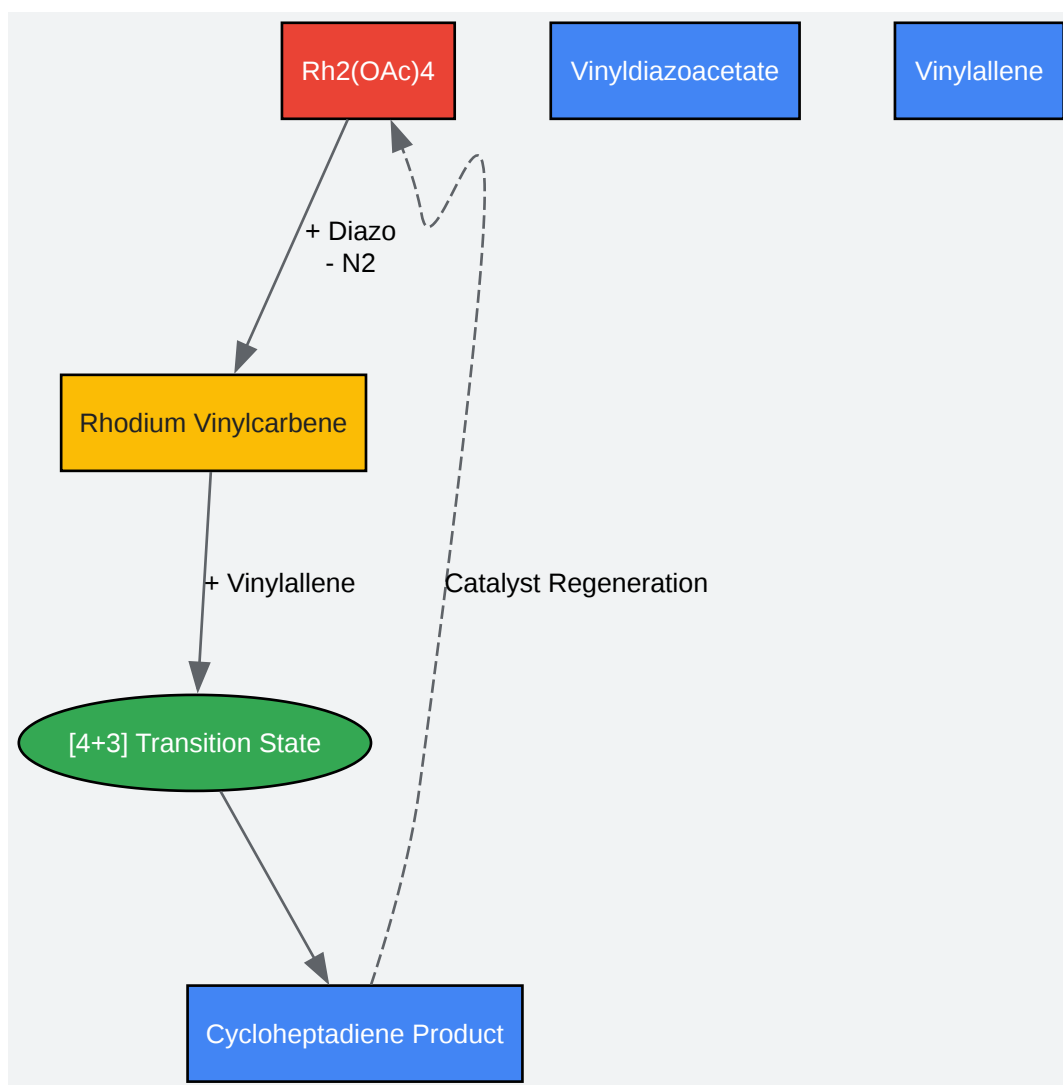 Rh2(OAc)4
Vinyldiazoacetate
Vinylallene
+ Diazo
- N2
Rhodium Vinylcarbene
+ Vinylallene
Catalyst Regeneration
[4+3] Transition State
Cycloheptadiene Product